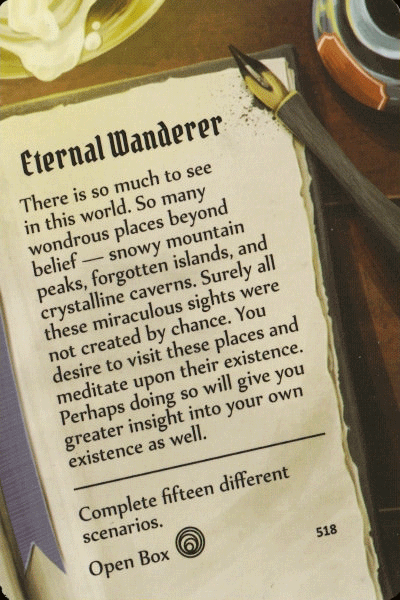 Eternal Wanderer
There is so much to see
in this world. So many
wondrous places beyond
belief — snowy mountain
peaks, forgotten islands, and
crystalline caverns. Surely all
these miraculous sights were
not created by chance. You
desire to visit these places and
meditate upon their existence.
Perhaps doing so will give you
greater insight into your own
existence as well.
Complete fifteen different
scenarios.
Open Box
518